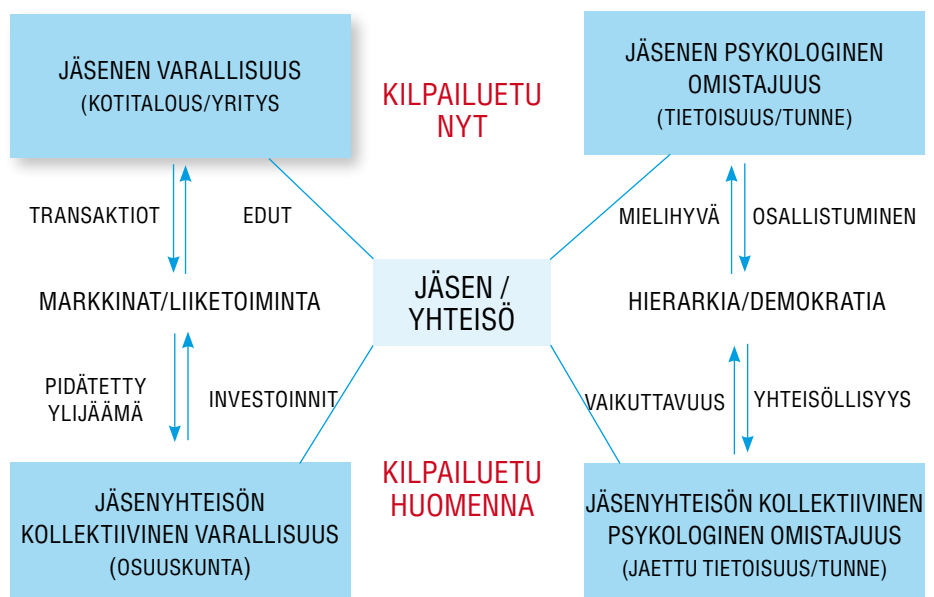 JÄSENEN VARALLISUUS
(KOTITALOUS/YRITYS
KILPAILUETU
NYT
JÄSENEN PSYKOLOGINEN
OMISTAJUUS
(TIETOISUUS/TUNNE)
TRANSAKTIOT
EDUT
MIELIHYVÄ
OSALLISTUMINEN
MARKKINAT/LIIKETOIMINTA
JÄSEN /
YHTEISÖ
HIERARKIA/DEMOKRATIA
PIDÄTETTY
YLIJÄÄMÄ
INVESTOINNIT
VAIKUTTAVUUS
YHTEISÖLLISYYS
JÄSENYHTEISÖN
KOLLEKTIIVINEN VARALLISUUS
(OSUUSKUNTA)
KILPAILUETU
HUOMENNA
JÄSENYHTEISÖN KOLLEKTIIVINEN
PSYKOLOGINEN OMISTAJUUS
(JAETTU TIETOISUUS/TUNNE)